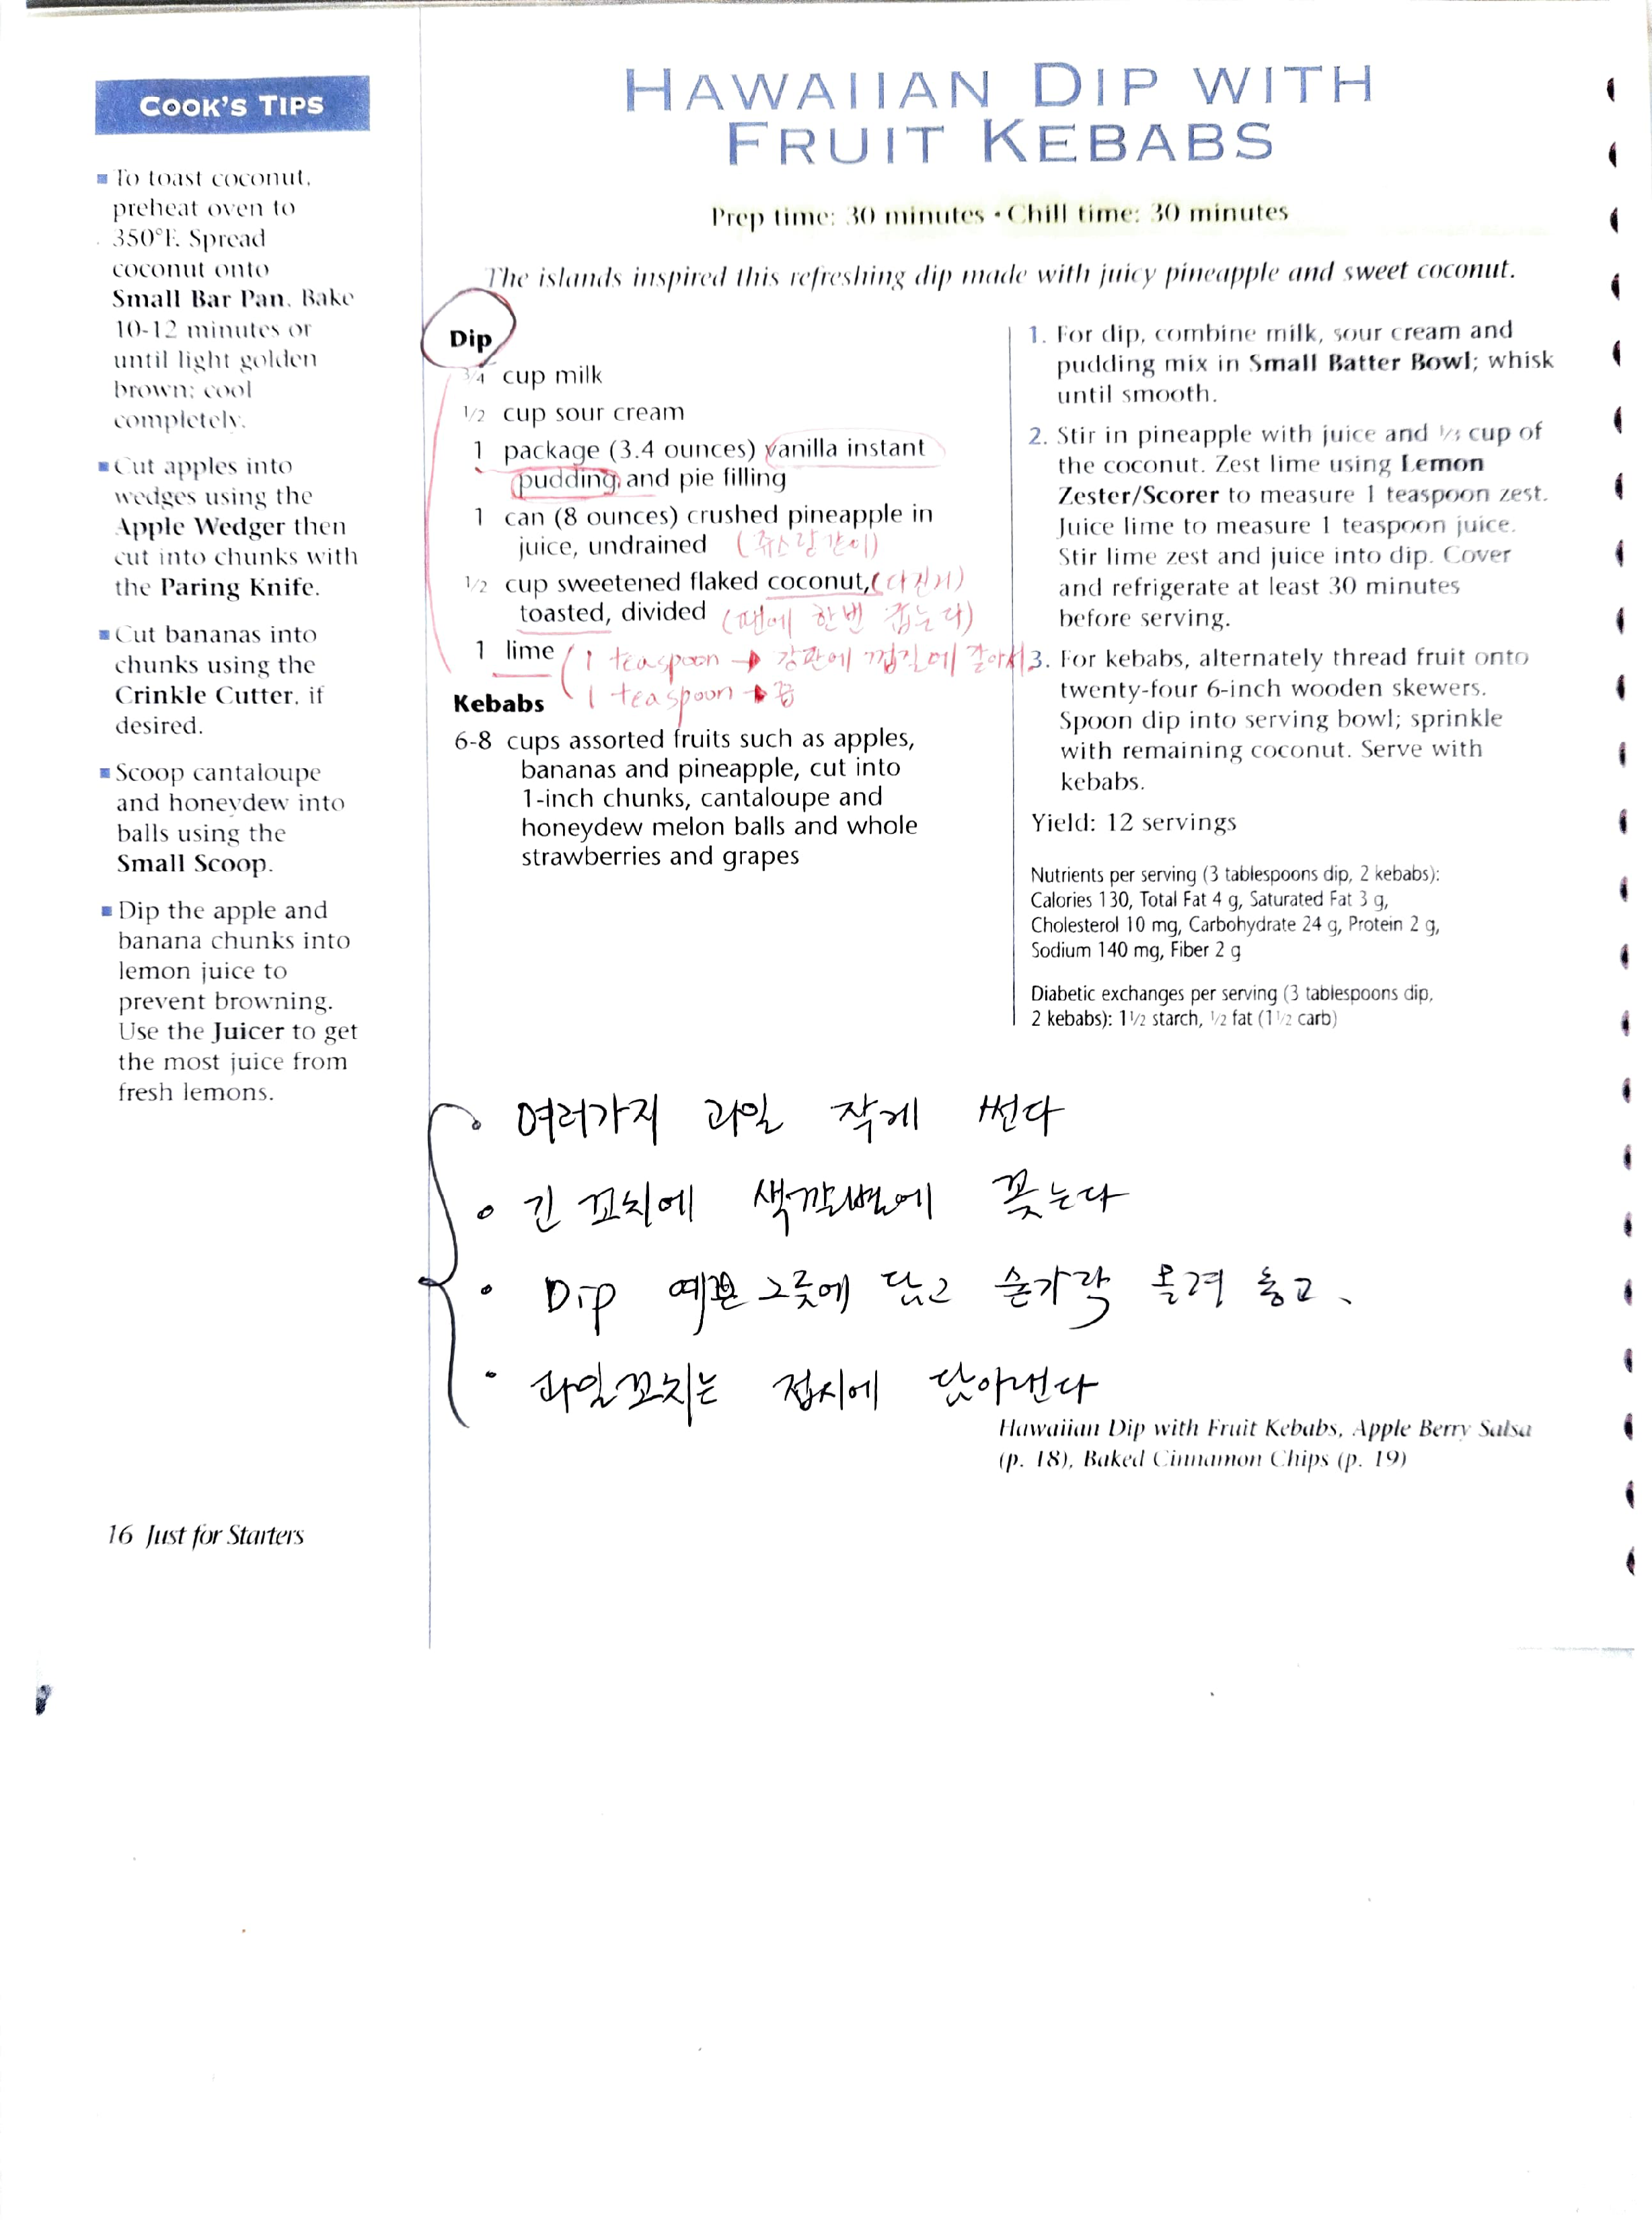 COOK'S TIPS
To toast coconut,
preheat oven to
350°F. Spread
coconut onto
Small Bar Pan. Bake
10-12 minutes or
until light golden
brown; cool
completely.
Cut apples into
wedges using the
Apple Wedger then
cut into chunks with
the Paring Knife.
Cut bananas into
chunks using the
Crinkle Cutter, if
desired.
Scoop cantaloupe
and honeydew into
balls using the
Small Scoop.
Dip the apple and
banana chunks into
lemon juice to
prevent browning.
Use the Juicer to get
the most juice from
fresh lemons.
HAWAIIAN DIP WITH
FRUIT KEBABS
Prep time: 30 minutes • Chill time: 30 minutes
The islands inspired this refreshing dip made with juicy pineapple and sweet coconut.
Dip
3/4 cup milk
1/2 cup sour cream
1 package (3.4 ounces) vanilla instant
pudding and pie filling
1 can (8 ounces) crushed pineapple in
juice, undrained (쥬스랑 같이)
1/2 cup sweetened flaked coconut, (다진거)
toasted, divided (팬에 한번 굽는다)
1 lime (1 teaspoon → 강판에 껍질에 갈아서
1 teaspoon → 즙
Kebabs
6-8 cups assorted fruits such as apples,
bananas and pineapple, cut into
1-inch chunks, cantaloupe and
honeydew melon balls and whole
strawberries and grapes
1. For dip, combine milk, sour cream and
pudding mix in Small Batter Bowl; whisk
until smooth.
2. Stir in pineapple with juice and 1/3 cup of
the coconut. Zest lime using Lemon
Zester/Scorer to measure 1 teaspoon zest.
Juice lime to measure 1 teaspoon juice.
Stir lime zest and juice into dip. Cover
and refrigerate at least 30 minutes
before serving.
3. For kebabs, alternately thread fruit onto
twenty-four 6-inch wooden skewers.
Spoon dip into serving bowl; sprinkle
with remaining coconut. Serve with
kebabs.
Yield: 12 servings
Nutrients per serving (3 tablespoons dip, 2 kebabs):
Calories 130, Total Fat 4 g, Saturated Fat 3 g,
Cholesterol 10 mg, Carbohydrate 24 g, Protein 2 g,
Sodium 140 mg, Fiber 2 g
Diabetic exchanges per serving (3 tablespoons dip,
2 kebabs): 1 1/2 starch, 1/2 fat (1 1/2 carb)
여러가지 과일 작게 썬다
긴 꼬치에 색깔별에 꽂는다
Dip 예쁜 그릇에 담고 숟가락 올려 놓고、
과일꼬치는 접시에 담아낸다
Hawaiian Dip with Fruit Kebabs, Apple Berry Salsa
(p. 18), Baked Cinnamon Chips (p. 19)
16 Just for Starters